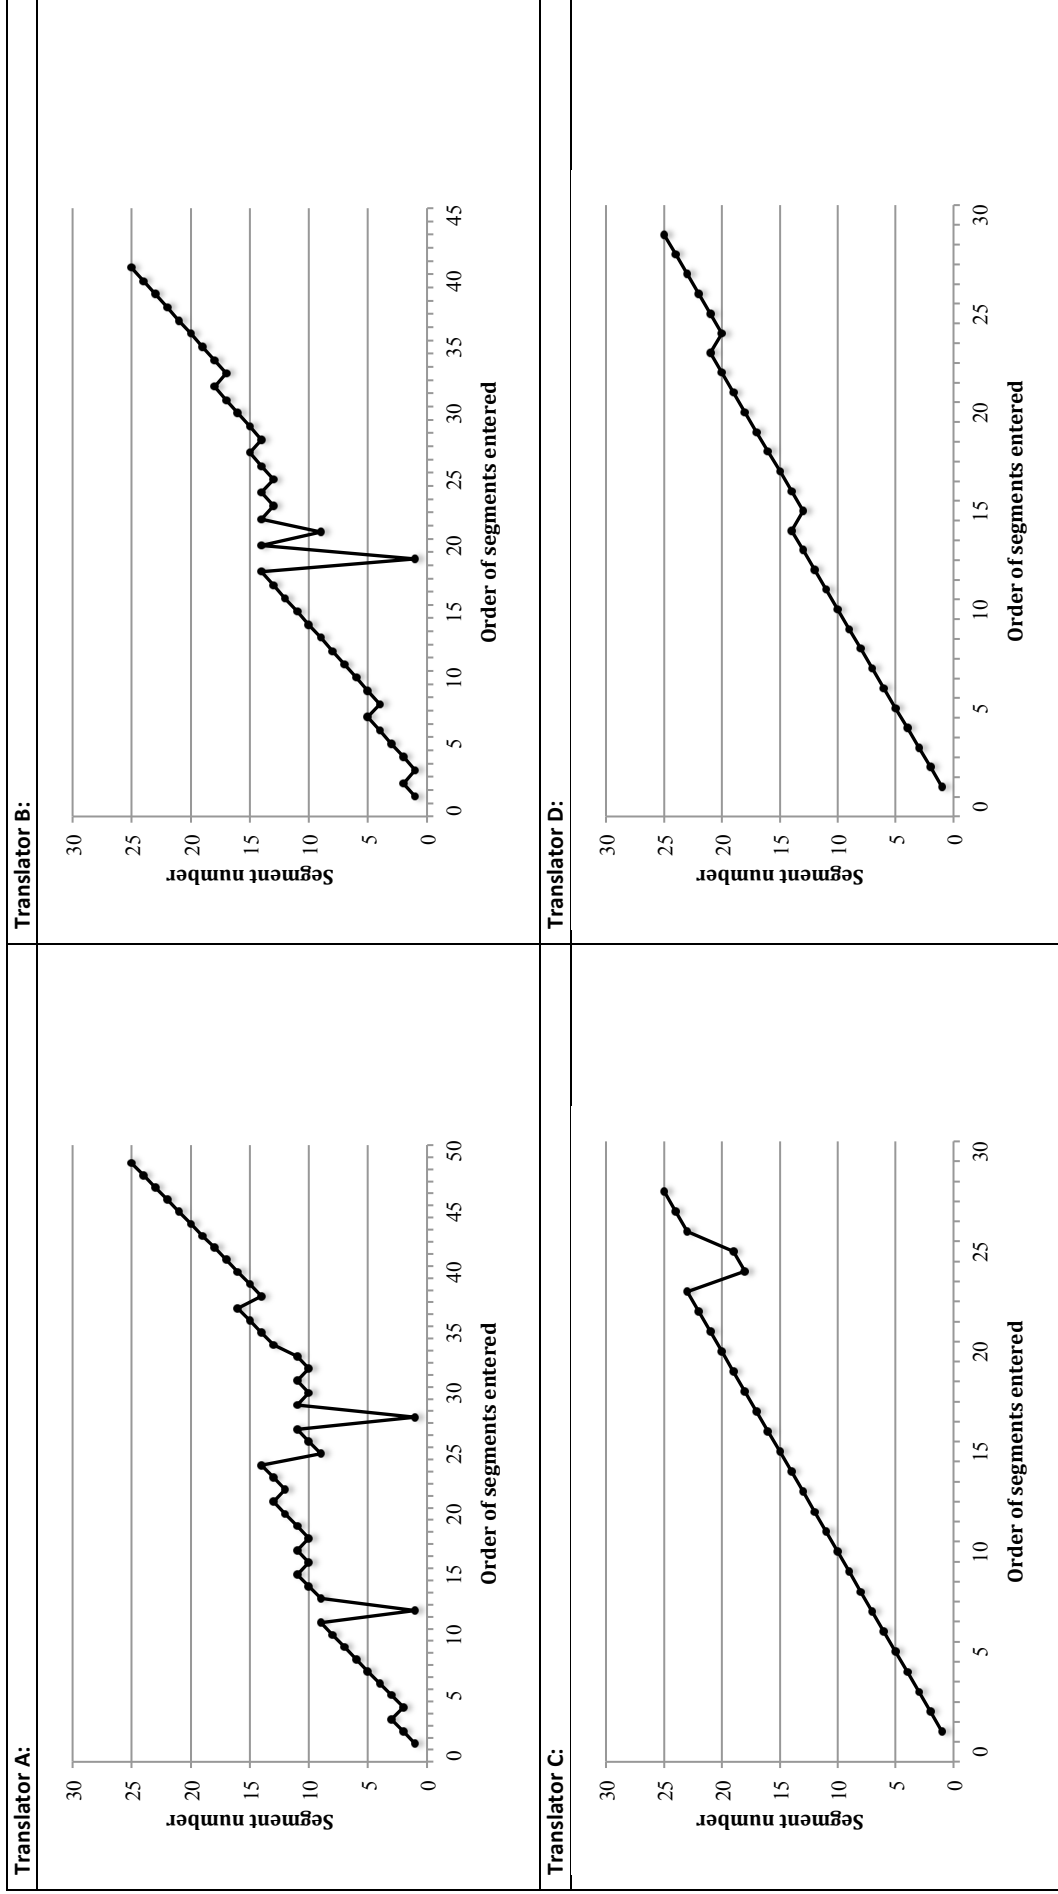 Translator A:
30
25
20
15
10
5
0
Segment number
0 5 10 15 20 25 30 35 40 45 50
Order of segments entered
Translator B:
30
25
20
15
10
5
0
Segment number
0 5 10 15 20 25 30 35 40 45
Order of segments entered
Translator C:
30
25
20
15
10
5
0
Segment number
0 5 10 15 20 25 30
Order of segments entered
Translator D:
30
25
20
15
10
5
0
Segment number
0 5 10 15 20 25 30
Order of segments entered